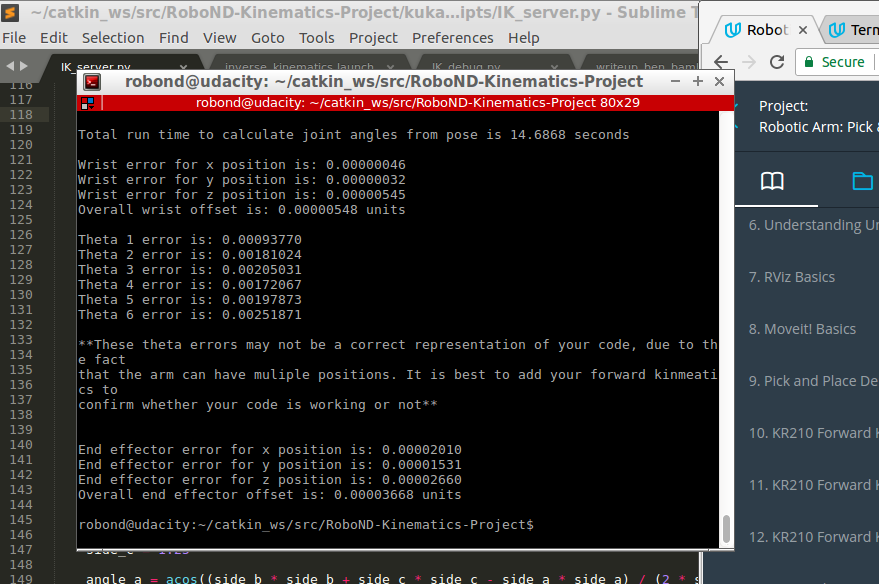 ~/catkin_ws/src/RoboND-Kinematics-Project/kuka…ipts/IK_server.py - Sublime T
File Edit Selection Find View Goto Tools Project Preferences Help
IK_server.py inverse_kinematics.launch IK_debug.py
robond@udacity: ~/catkin_ws/src/RoboND-Kinematics-Project
robond@udacity: ~/catkin_ws/src/RoboND-Kinematics-Project 80x29
Total run time to calculate joint angles from pose is 14.6868 seconds
Wrist error for x position is: 0.00000046
Wrist error for y position is: 0.00000032
Wrist error for z position is: 0.00000545
Overall wrist offset is: 0.00000548 units
Theta 1 error is: 0.00093770
Theta 2 error is: 0.00181024
Theta 3 error is: 0.00205031
Theta 4 error is: 0.00172067
Theta 5 error is: 0.00197873
Theta 6 error is: 0.00251871
**These theta errors may not be a correct representation of your code, due to th
e fact
that the arm can have muliple positions. It is best to add your forward kinmeati
cs to
confirm whether your code is working or not**
End effector error for x position is: 0.00002010
End effector error for y position is: 0.00001531
End effector error for z position is: 0.00002660
Overall end effector offset is: 0.00003668 units
robond@udacity:~/catkin_ws/src/RoboND-Kinematics-Project$
116
117
118
119
120
121
122
123
124
125
126
127
128
129
130
131
132
133
134
135
136
137
138
139
140
141
142
143
144
145
146
147
148
149 angle_a = acos((side_b * side_b + side_c * side_c - side_a * side_a) / (2 * s
Robot
Term
Secure
Project:
Robotic Arm: Pick &
6. Understanding Ur
7. RViz Basics
8. Moveit! Basics
9. Pick and Place De
10. KR210 Forward K
11. KR210 Forward K
12. KR210 Forward K